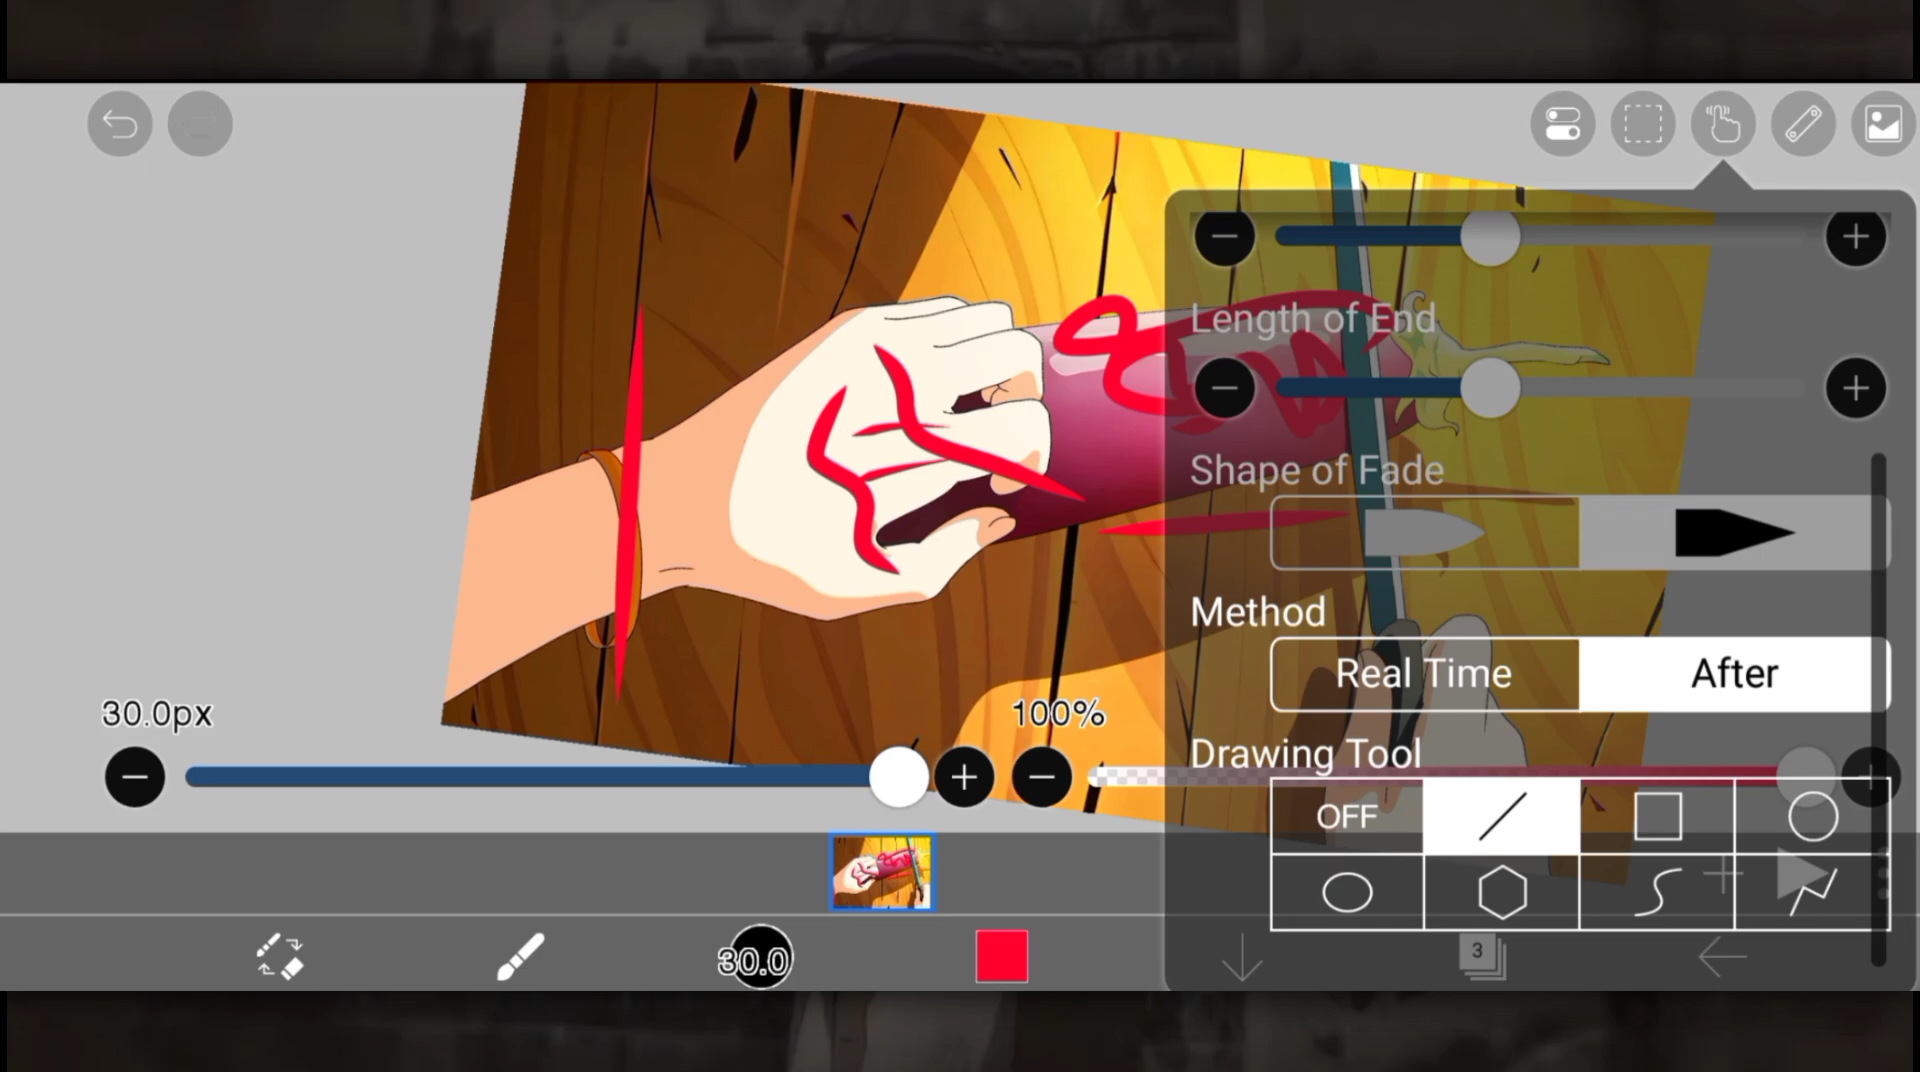 Length of End
Shape of Fade
Method
Real Time
After
30.0px
100%
Drawing Tool
OFF
30.0
3